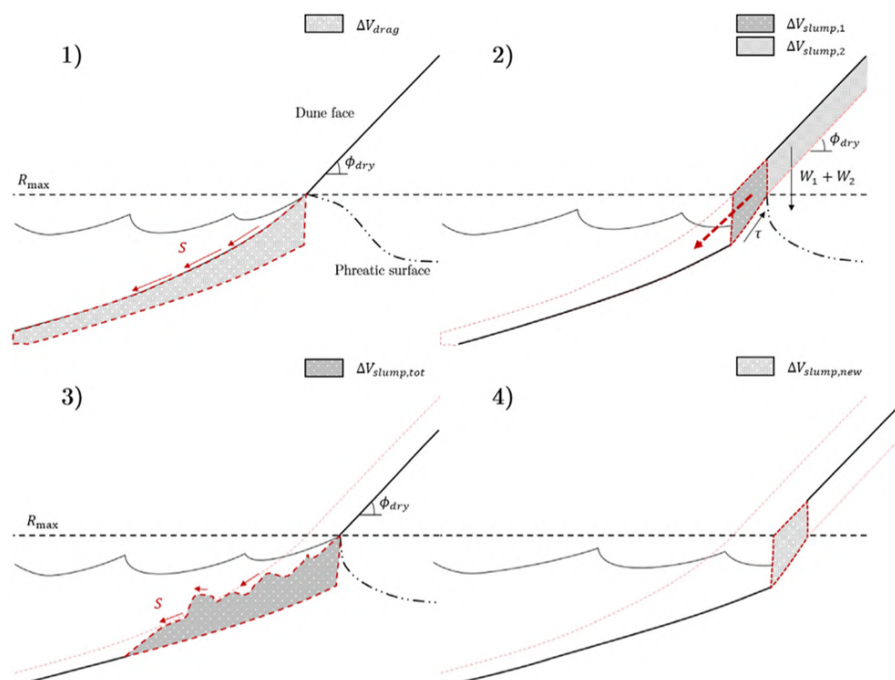 ΔV_drag
1)
Dune face
ϕ_dry
R_max
S
Phreatic surface
ΔV_slump,1
ΔV_slump,2
2)
ϕ_dry
W_1 + W_2
τ
ΔV_slump,tot
3)
ϕ_dry
R_max
S
ΔV_slump,new
4)